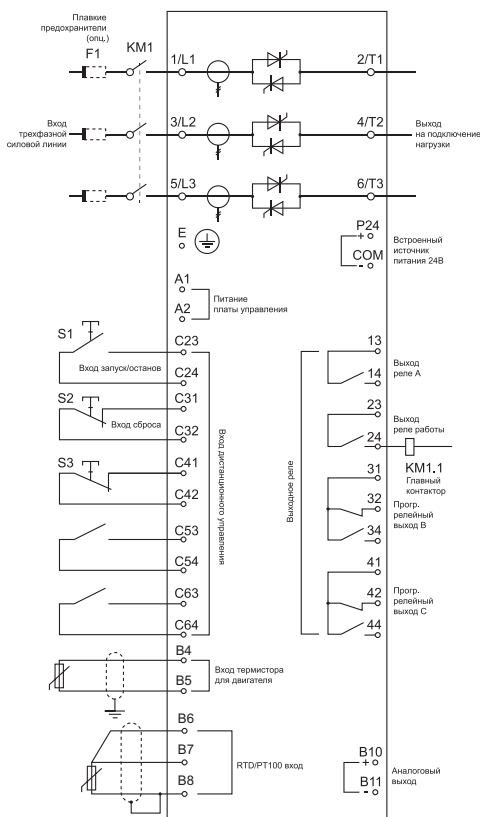 Плавкие
предохранители
(опц.)
F1
KM1
1/L1
2/T1
Вход
трехфазной
силовой линии
3/L2
4/T2
Выход
на подключение
нагрузки
5/L3
6/T3
E
P24
+
COM
-
Встроенный
источник
питания 24В
A1
A2
Питание
платы управления
S1
C23
Вход запуск/останов
C24
S2
C31
Вход сброса
C32
S3
C41
C42
C53
C54
C63
C64
Вход дистанционного управления
B4
B5
Вход термистора
для двигателя
B6
B7
B8
RTD/PT100 вход
13
14
Выход
реле A
23
24
Выход
реле работы
KM1.1
Главный
контактор
31
32
34
Прогр.
релейный
выход B
41
42
44
Прогр.
релейный
выход C
Выходное реле
B10
+
B11
-
Аналоговый
выход